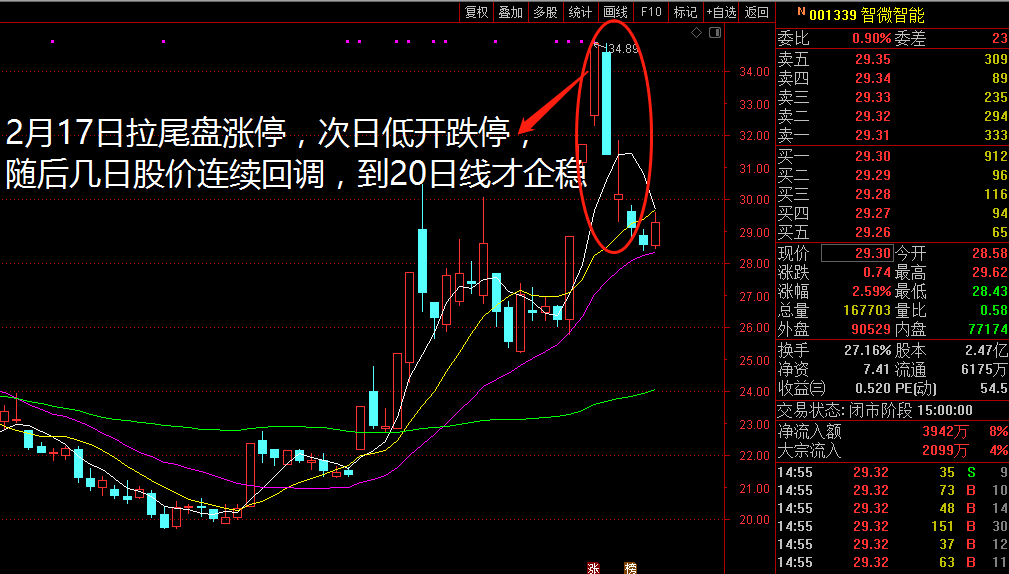 复权 叠加 多股 统计 画线 F10 标记 +自选 返回
N 001339 智微智能
委比 0.90% 委差 23
卖五 29.35 309
卖四 29.34 89
卖三 29.33 235
卖二 29.32 294
卖一 29.31 333
买一 29.30 912
买二 29.29 96
买三 29.28 116
买四 29.27 94
买五 29.26 65
现价 29.30 今开 28.58
涨跌 0.74 最高 29.62
涨幅 2.59% 最低 28.43
总量 167703 量比 0.58
外盘 90529 内盘 77174
换手 27.16% 股本 2.47亿
净资 7.41 流通 6175万
收益㈢ 0.520 PE(动) 54.5
交易状态: 闭市阶段 15:00:00
净流入额 3942万 8%
大宗流入 2099万 4%
14:55 29.32 35 S 9
14:55 29.32 73 B 10
14:55 29.32 48 B 14
14:55 29.32 151 B 30
14:55 29.32 37 B 12
14:55 29.32 63 B 11
34.89
2月17日拉尾盘涨停，次日低开跌停，
随后几日股价连续回调，到20日线才企稳
34.00
33.00
32.00
31.00
30.00
29.00
28.00
27.00
26.00
25.00
24.00
23.00
22.00
21.00
20.00
涨 榜